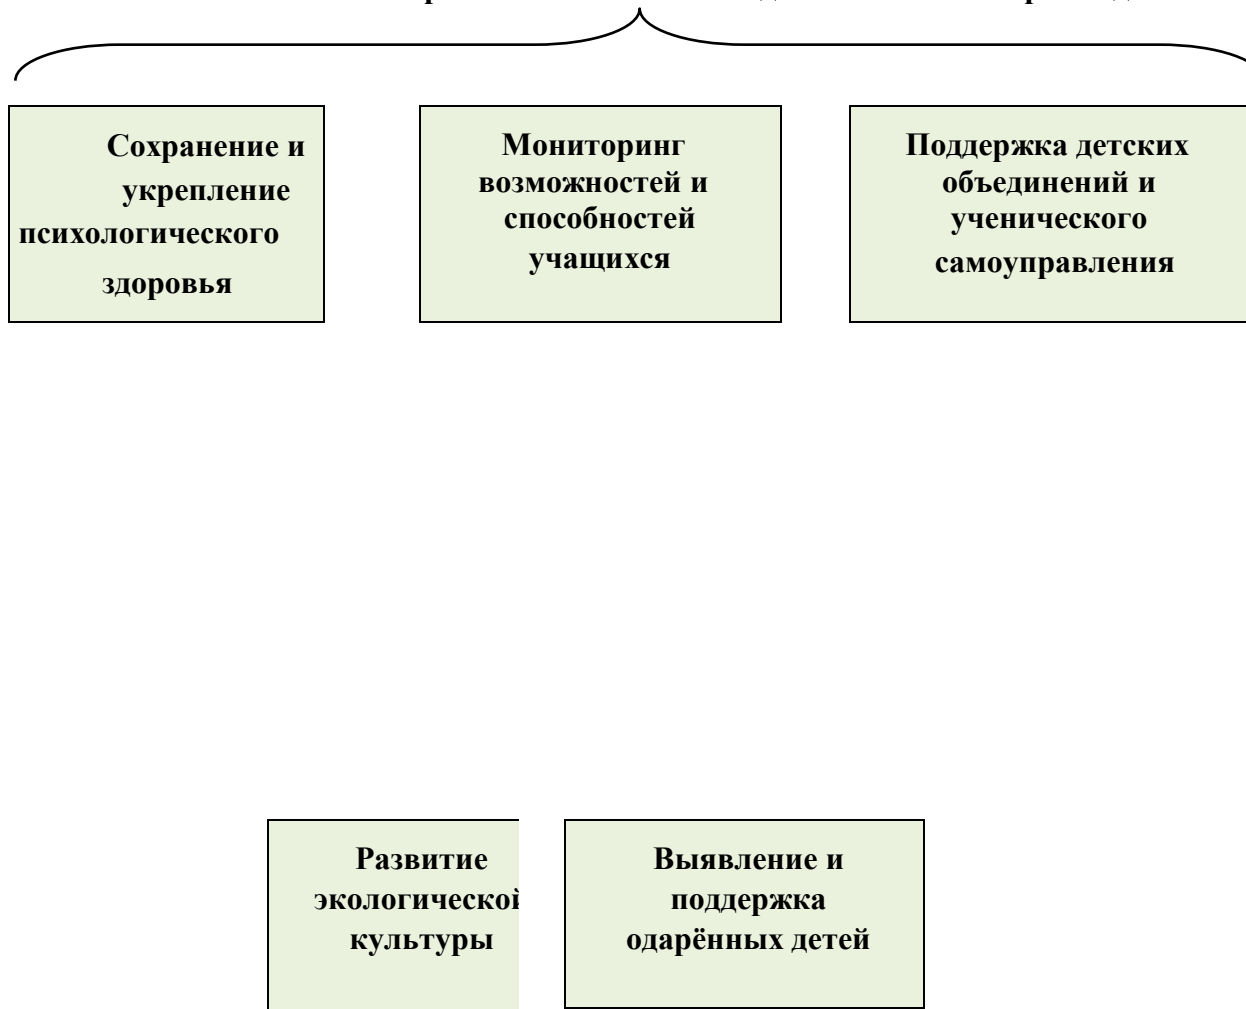 Сохранение и
укрепление
психологического
здоровья
Мониторинг
возможностей и
способностей
учащихся
Поддержка детских
объединений и
ученического
самоуправления
Развитие
экологической
культуры
Выявление и
поддержка
одарённых детей